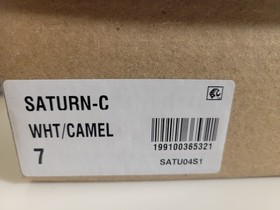 SATURN-C
WHT/CAMEL
7
199100365321
SATU04S1